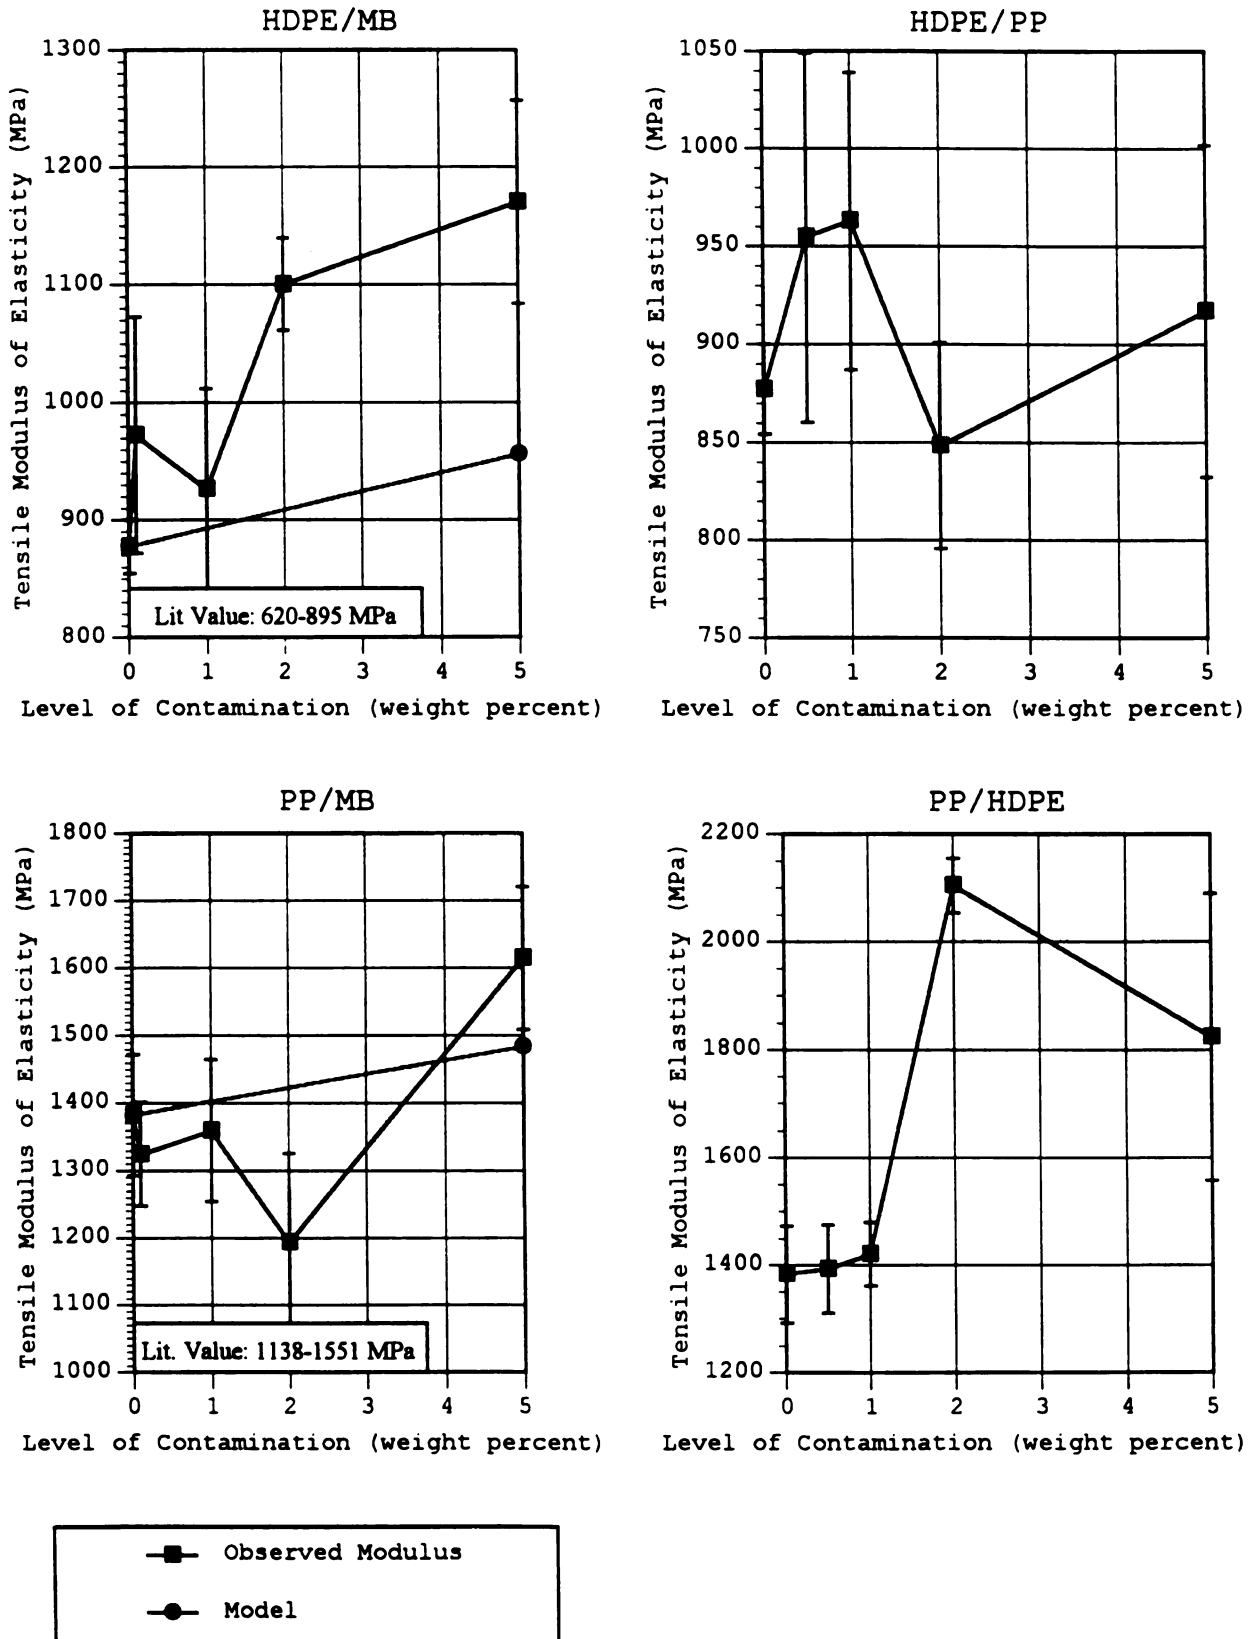 HDPE/MB
1300
1200
1100
1000
900
800
Tensile Modulus of Elasticity (MPa)
Lit Value: 620-895 MPa
0 1 2 3 4 5
Level of Contamination (weight percent)
HDPE/PP
1050
1000
950
900
850
800
750
Tensile Modulus of Elasticity (MPa)
0 1 2 3 4 5
Level of Contamination (weight percent)
PP/MB
1800
1700
1600
1500
1400
1300
1200
1100
1000
Tensile Modulus of Elasticity (MPa)
Lit. Value: 1138-1551 MPa
0 1 2 3 4 5
Level of Contamination (weight percent)
PP/HDPE
2200
2000
1800
1600
1400
1200
Tensile Modulus of Elasticity (MPa)
0 1 2 3 4 5
Level of Contamination (weight percent)
Observed Modulus
Model